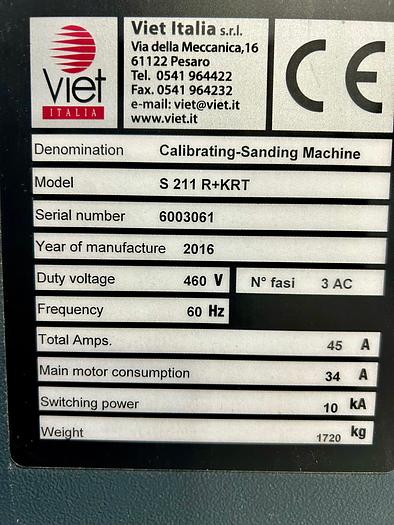 Viet
ITALIA
Viet Italia s.r.l.
Via della Meccanica,16
61122 Pesaro
Tel. 0541 964422
Fax. 0541 964232
e-mail: viet@viet.it
www.viet.it
CE
Denomination Calibrating-Sanding Machine
Model S 211 R+KRT
Serial number 6003061
Year of manufacture 2016
Duty voltage 460 V N° fasi 3 AC
Frequency 60 Hz
Total Amps. 45 A
Main motor consumption 34 A
Switching power 10 kA
Weight 1720 kg